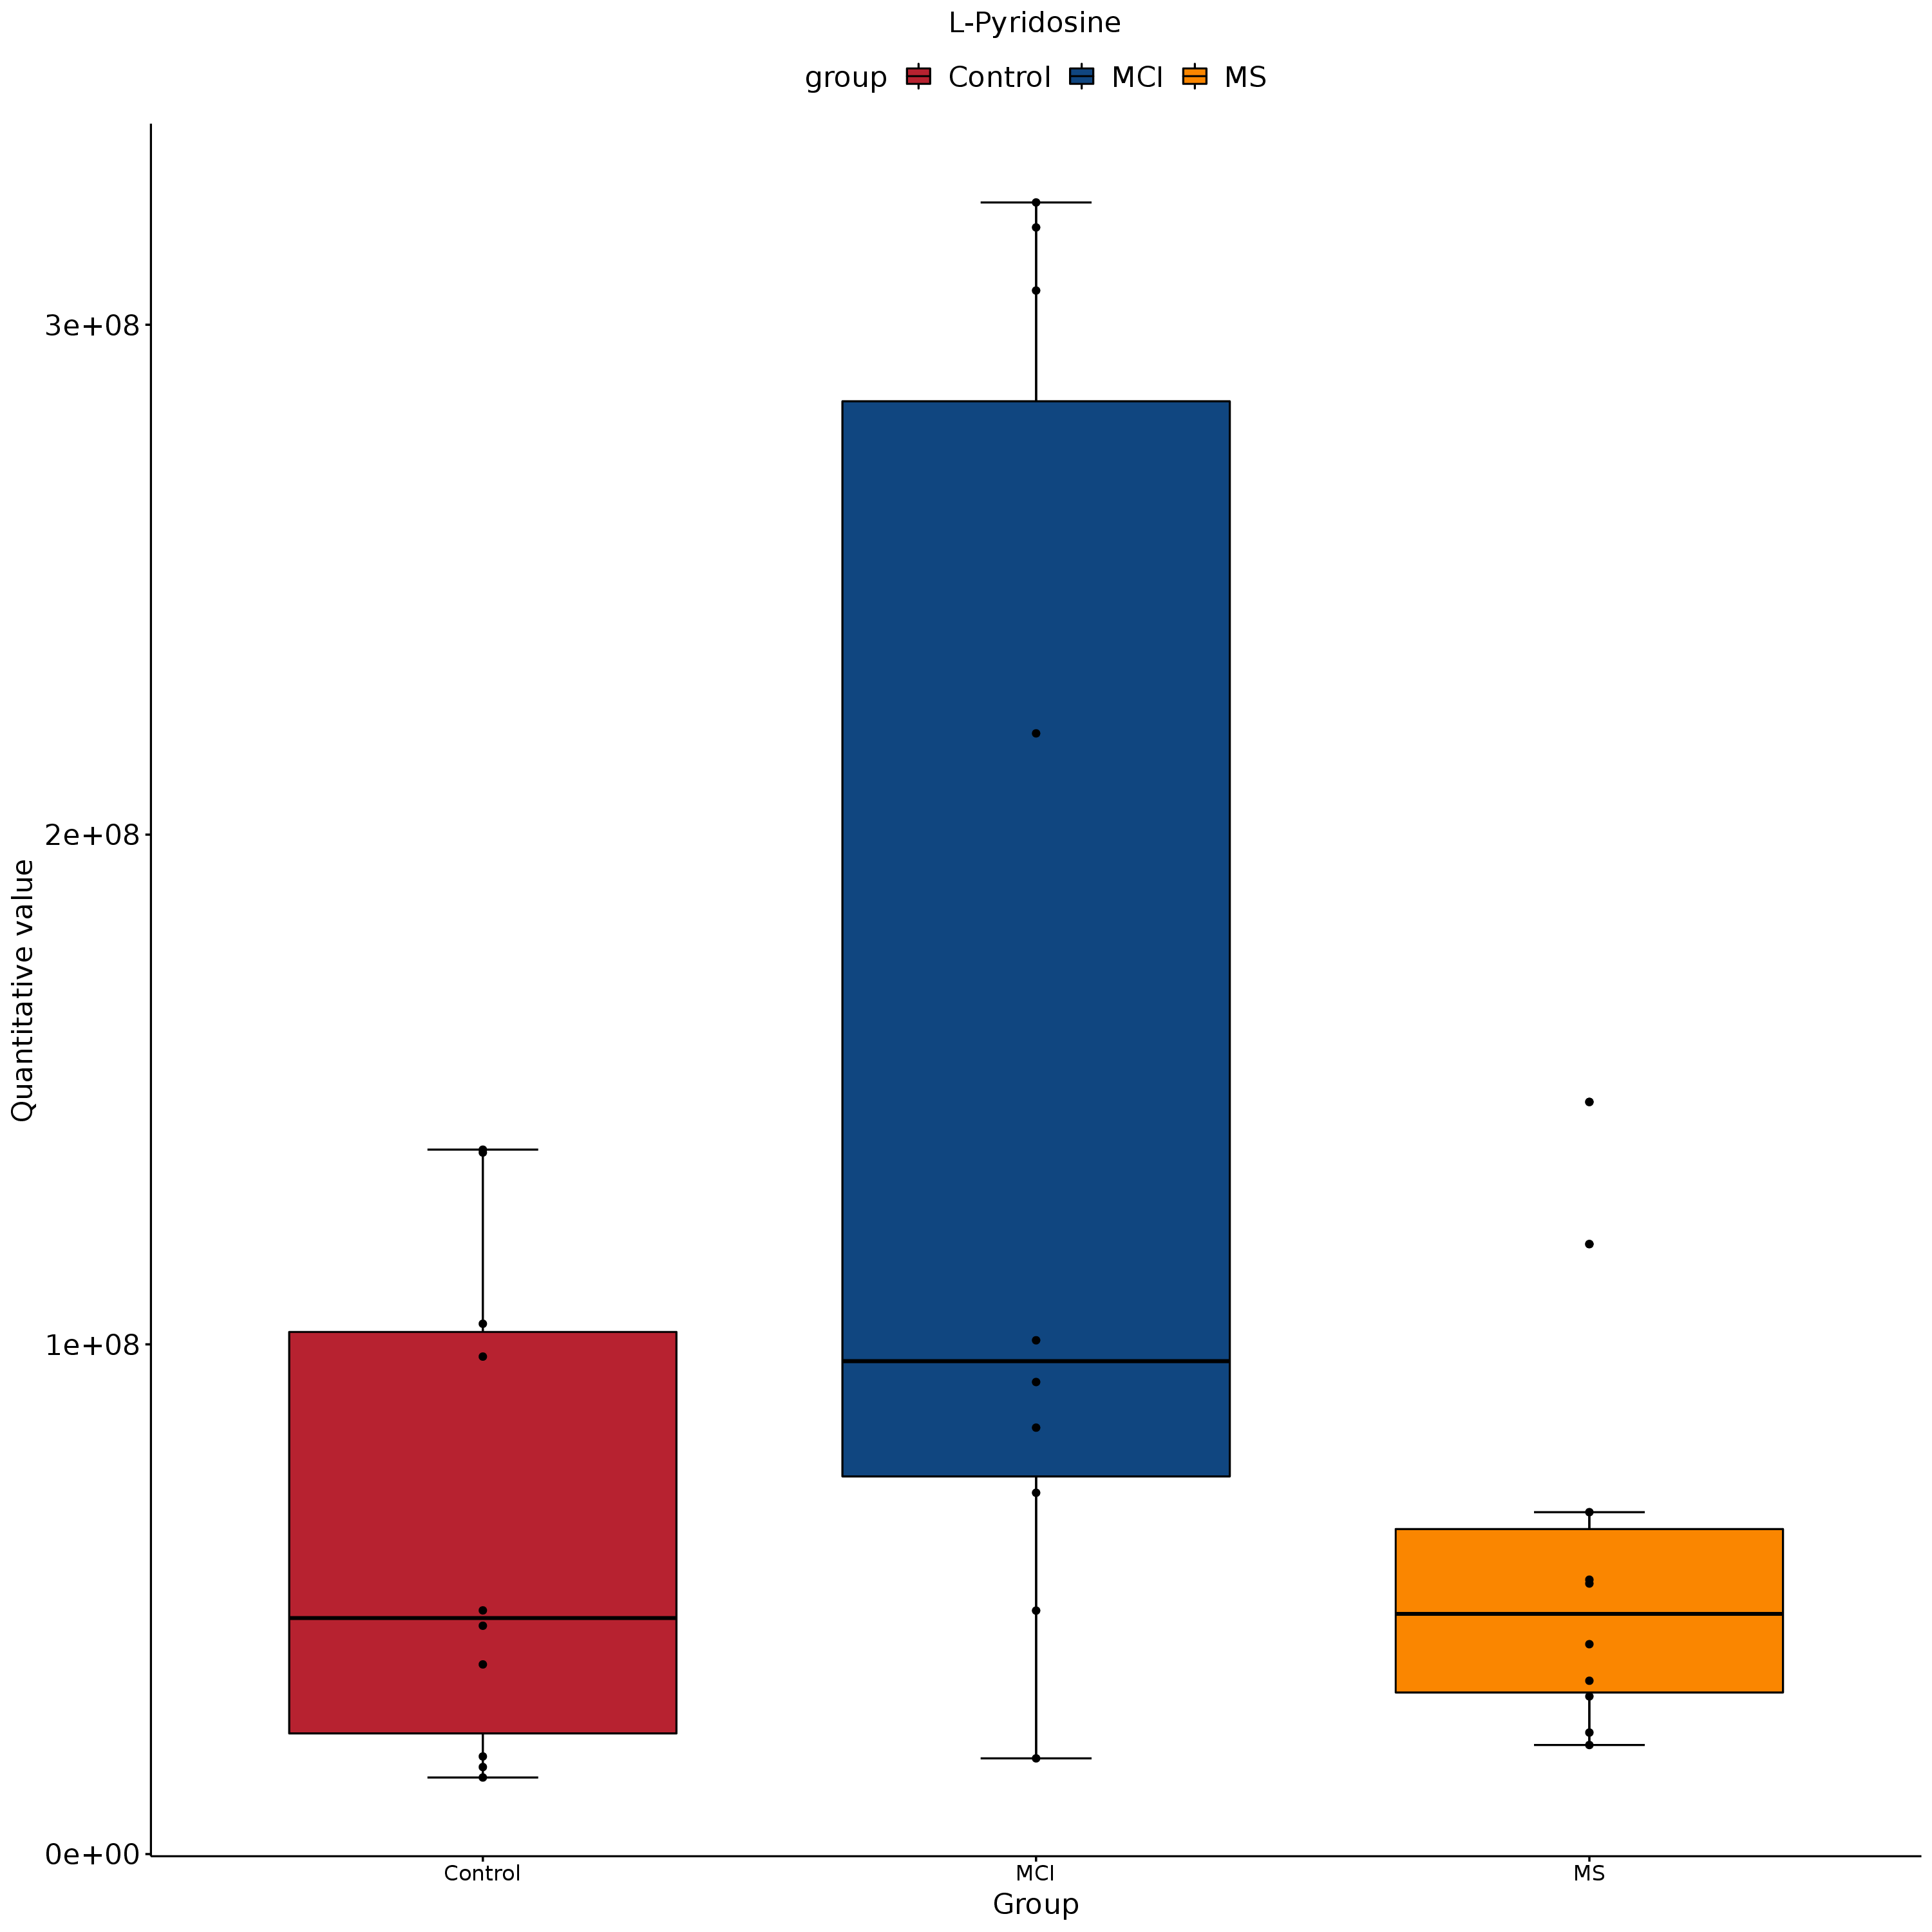 L-Pyridosine
group Control MCI MS
3e+08
2e+08
1e+08
0e+00
Quantitative value
Control MCI MS
Group